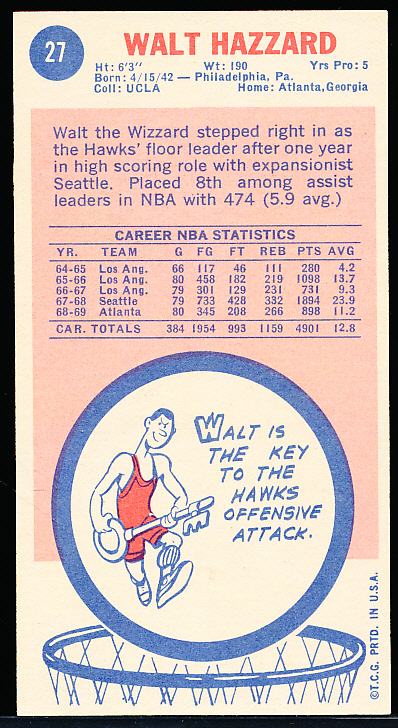 27
WALT HAZZARD
Ht: 6'3" Wt: 190 Yrs Pro: 5
Born: 4/15/42 — Philadelphia, Pa.
Coll: UCLA Home: Atlanta, Georgia
Walt the Wizzard stepped right in as
the Hawks' floor leader after one year
in high scoring role with expansionist
Seattle. Placed 8th among assist
leaders in NBA with 474 (5.9 avg.)
CAREER NBA STATISTICS
YR. TEAM G FG FT REB PTS AVG
64-65 Los Ang. 66 117 46 111 280 4.2
65-66 Los Ang. 80 458 182 219 1098 13.7
66-67 Los Ang. 79 301 129 231 731 9.3
67-68 Seattle 79 733 428 332 1894 23.9
68-69 Atlanta 80 345 208 266 898 11.2
CAR. TOTALS 384 1954 993 1159 4901 12.8
WALT IS
THE KEY
TO THE
HAWKS
OFFENSIVE
ATTACK.
©T.C.G. PRTD. IN U.S.A.